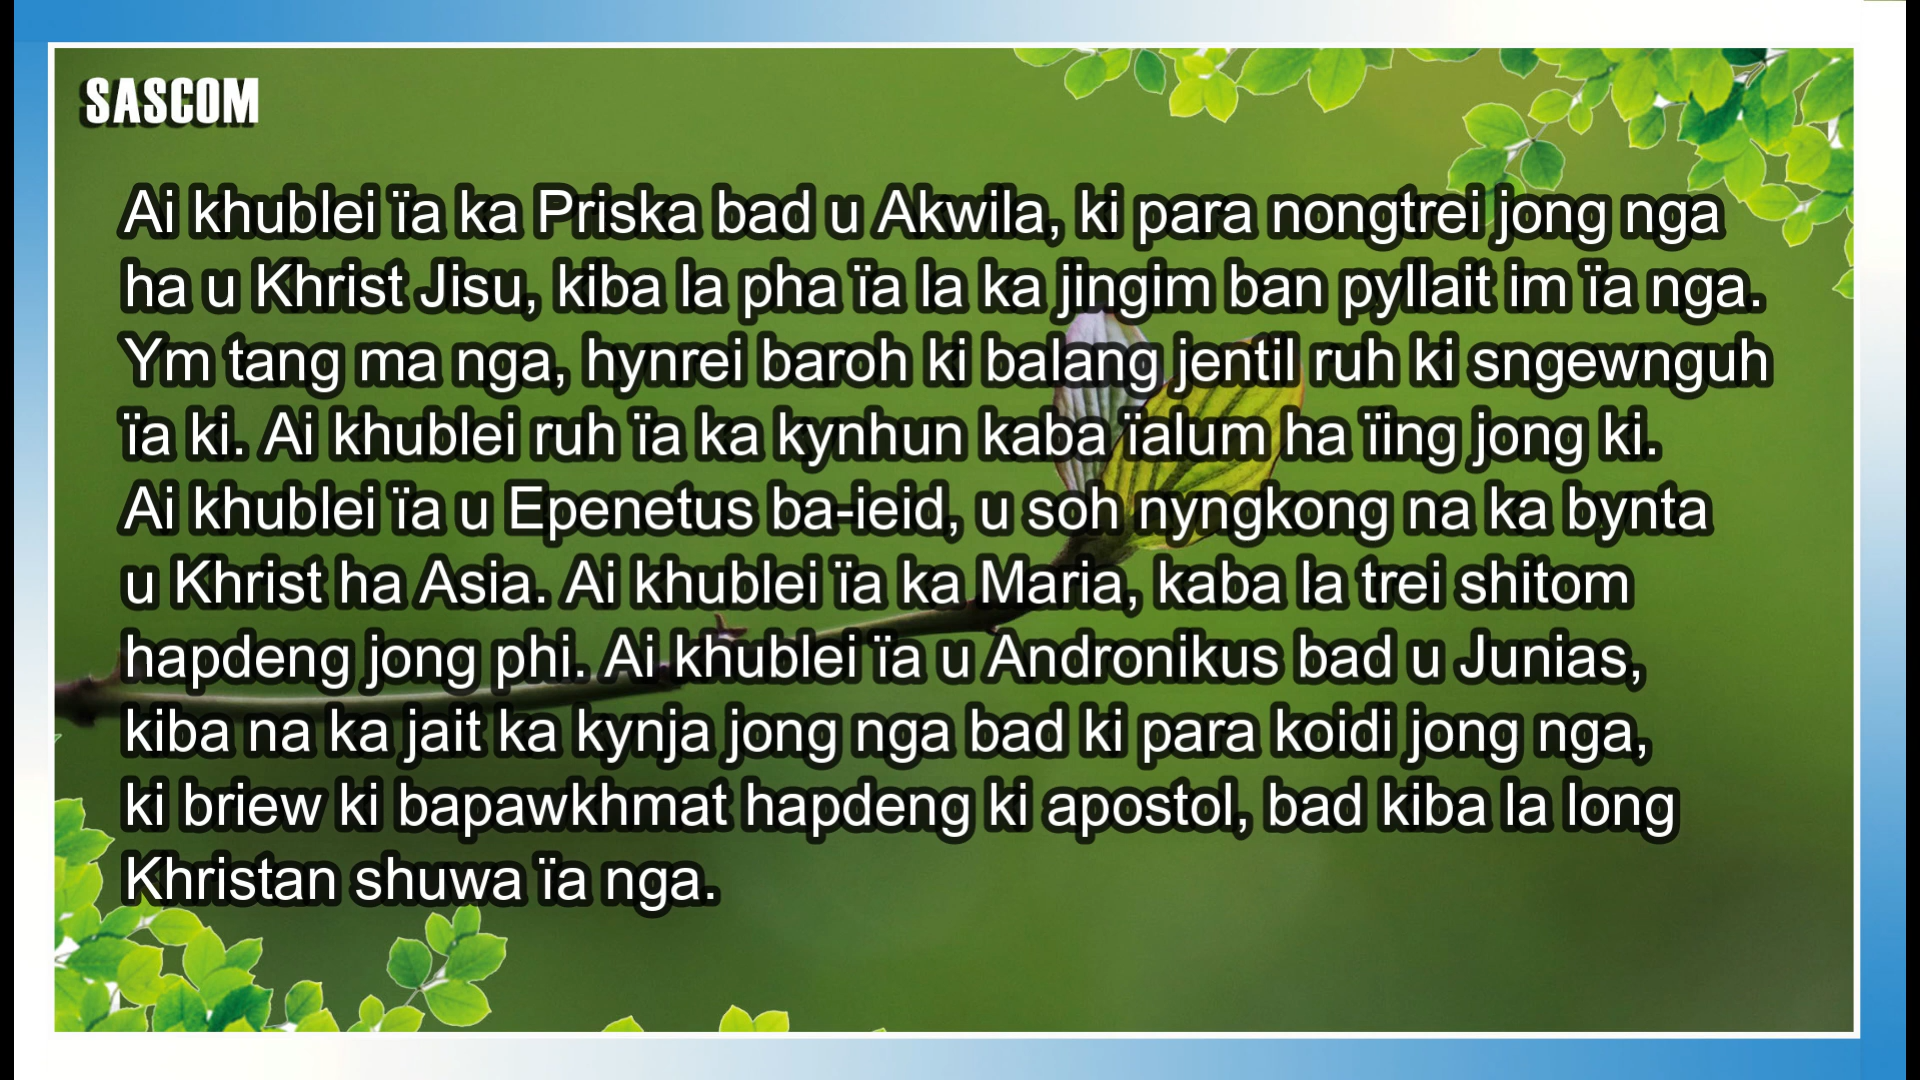 SASCOM
Ai khublei ïa ka Priska bad u Akwila, ki para nongtrei jong nga
ha u Khrist Jisu, kiba la pha ïa la ka jingim ban pyllait im ïa nga.
Ym tang ma nga, hynrei baroh ki balang jentil ruh ki sngewnguh
ïa ki. Ai khublei ruh ïa ka kynhun kaba ïalum ha ïing jong ki.
Ai khublei ïa u Epenetus ba-ieid, u soh nyngkong na ka bynta
u Khrist ha Asia. Ai khublei ïa ka Maria, kaba la trei shitom
hapdeng jong phi. Ai khublei ïa u Andronikus bad u Junias,
kiba na ka jait ka kynja jong nga bad ki para koidi jong nga,
ki briew ki bapawkhmat hapdeng ki apostol, bad kiba la long
Khristan shuwa ïa nga.